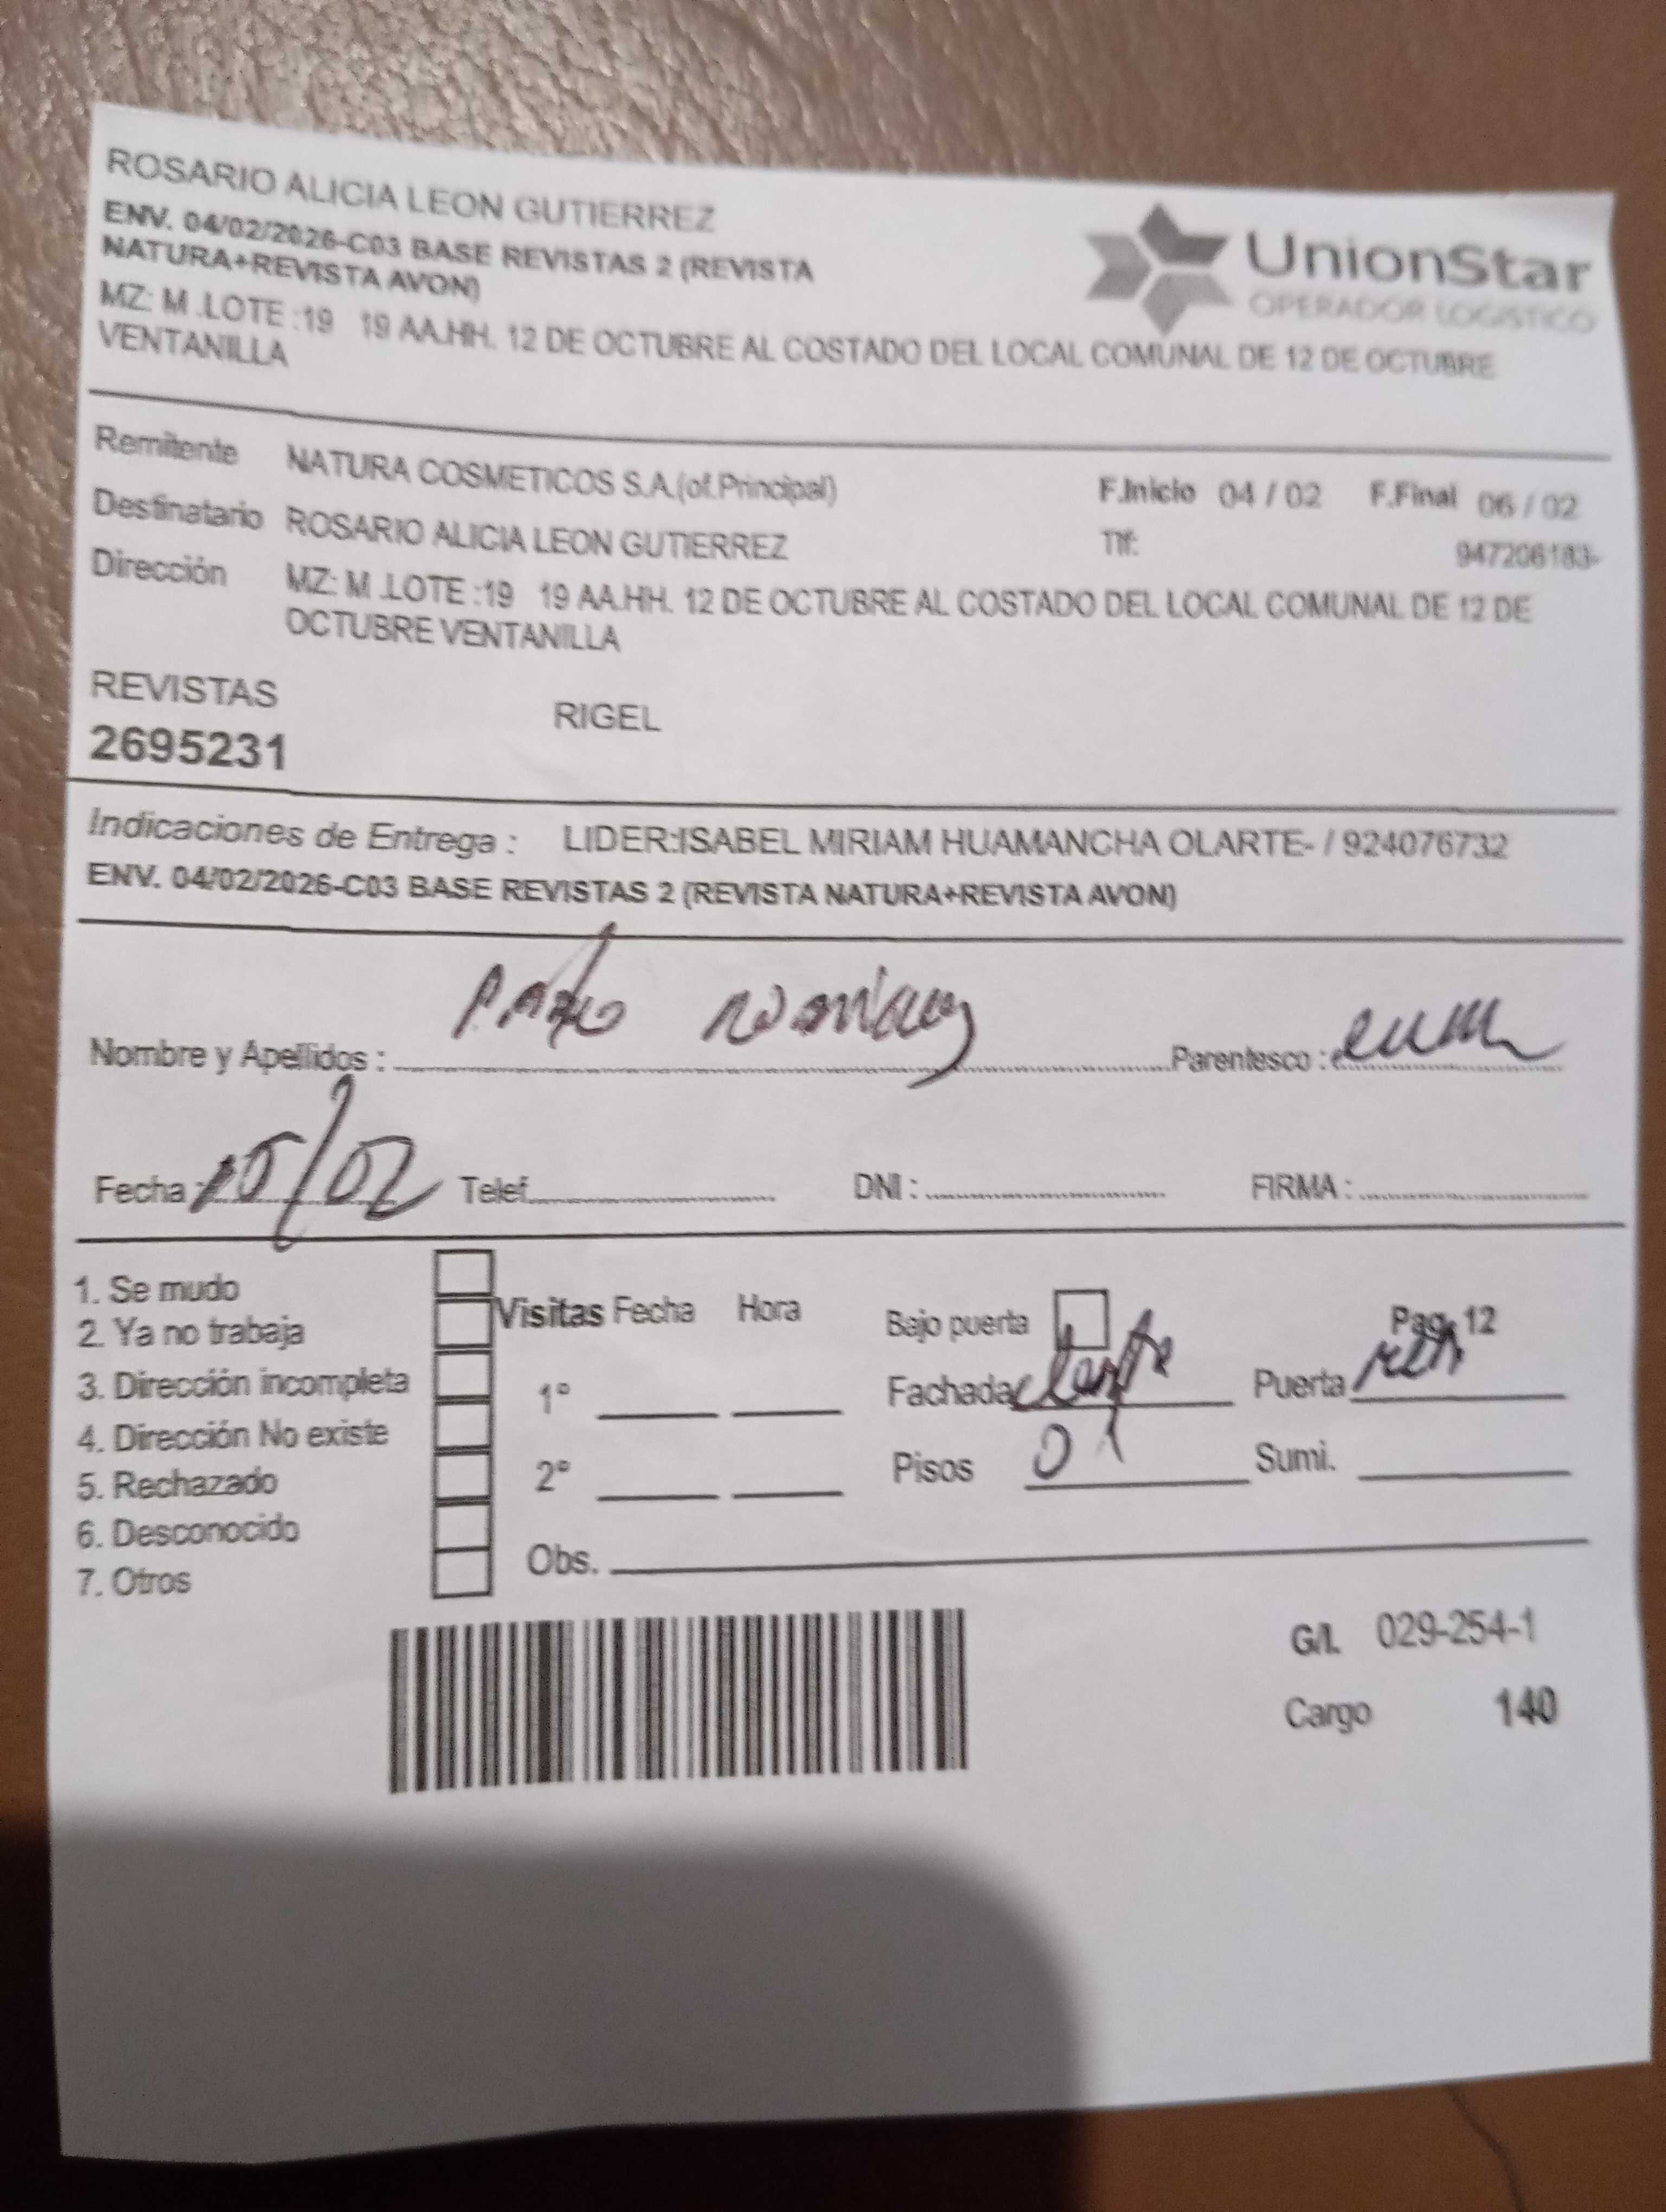 ROSARIO ALICIA LEON GUTIERREZ
ENV. 04/02/2026-C03 BASE REVISTAS 2 (REVISTA
NATURA+REVISTA AVON)
MZ: M .LOTE :19 19 AA.HH. 12 DE OCTUBRE AL COSTADO DEL LOCAL COMUNAL DE 12 DE OCTUBRE
VENTANILLA
UnionStar
OPERADOR LOGISTICO
Remitente NATURA COSMETICOS S.A.(of.Principal) F.Inicio 04 / 02 F.Final 06 / 02
Destinatario ROSARIO ALICIA LEON GUTIERREZ Tlf: 947206183-
Dirección MZ: M .LOTE :19 19 AA.HH. 12 DE OCTUBRE AL COSTADO DEL LOCAL COMUNAL DE 12 DE
OCTUBRE VENTANILLA
REVISTAS RIGEL
2695231
Indicaciones de Entrega : LIDER:ISABEL MIRIAM HUAMANCHA OLARTE- / 924076732
ENV. 04/02/2026-C03 BASE REVISTAS 2 (REVISTA NATURA+REVISTA AVON)
Nombre y Apellidos : Parentesco :
Fecha : 05/02 Telef. DNI : FIRMA :
1. Se mudo
2. Ya no trabaja
3. Dirección incompleta
4. Dirección No existe
5. Rechazado
6. Desconocido
7. Otros
Visitas Fecha Hora
1°
2°
Obs.
Bajo puerta Pag. 12
Fachada Puerta
Pisos 01 Sumi.
G/I. 029-254-1
Cargo 140